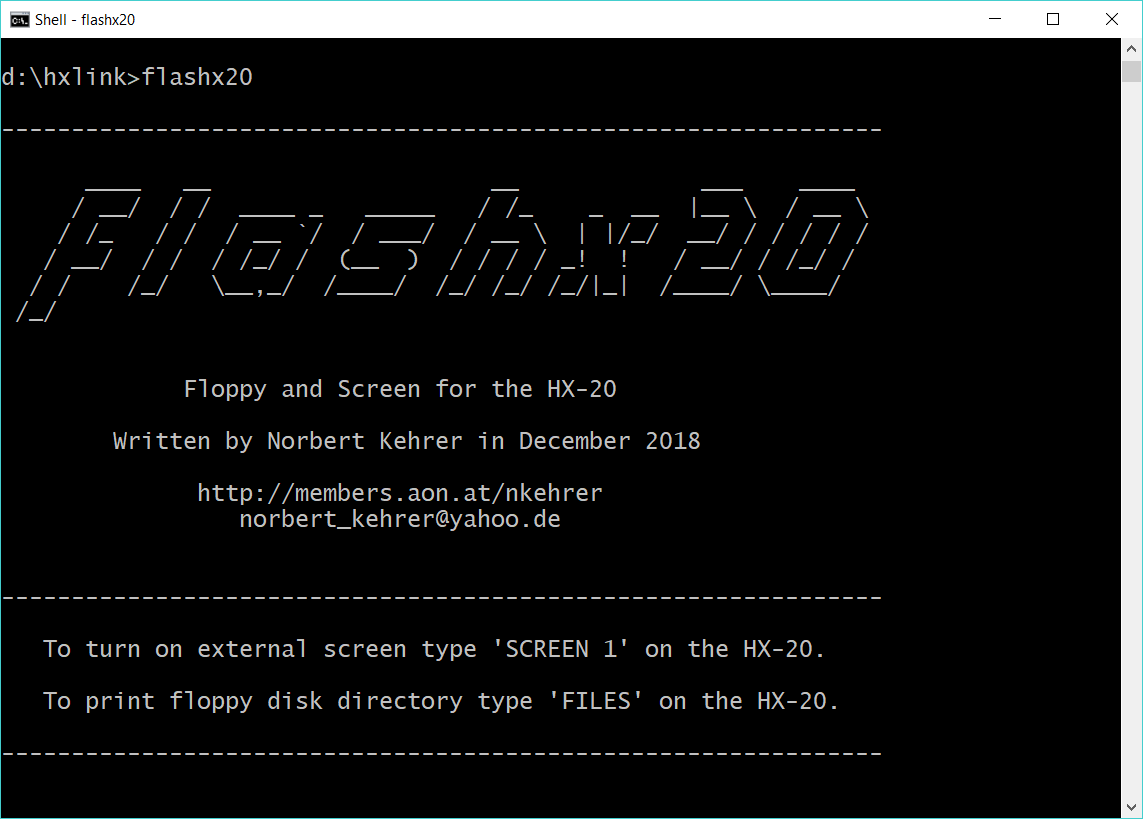 Shell - flashx20
d:\hxlink>flashx20
---------------------------------------------------------------
Flashx20
Floppy and Screen for the HX-20
Written by Norbert Kehrer in December 2018
http://members.aon.at/nkehrer
norbert_kehrer@yahoo.de
---------------------------------------------------------------
To turn on external screen type 'SCREEN 1' on the HX-20.
To print floppy disk directory type 'FILES' on the HX-20.
---------------------------------------------------------------